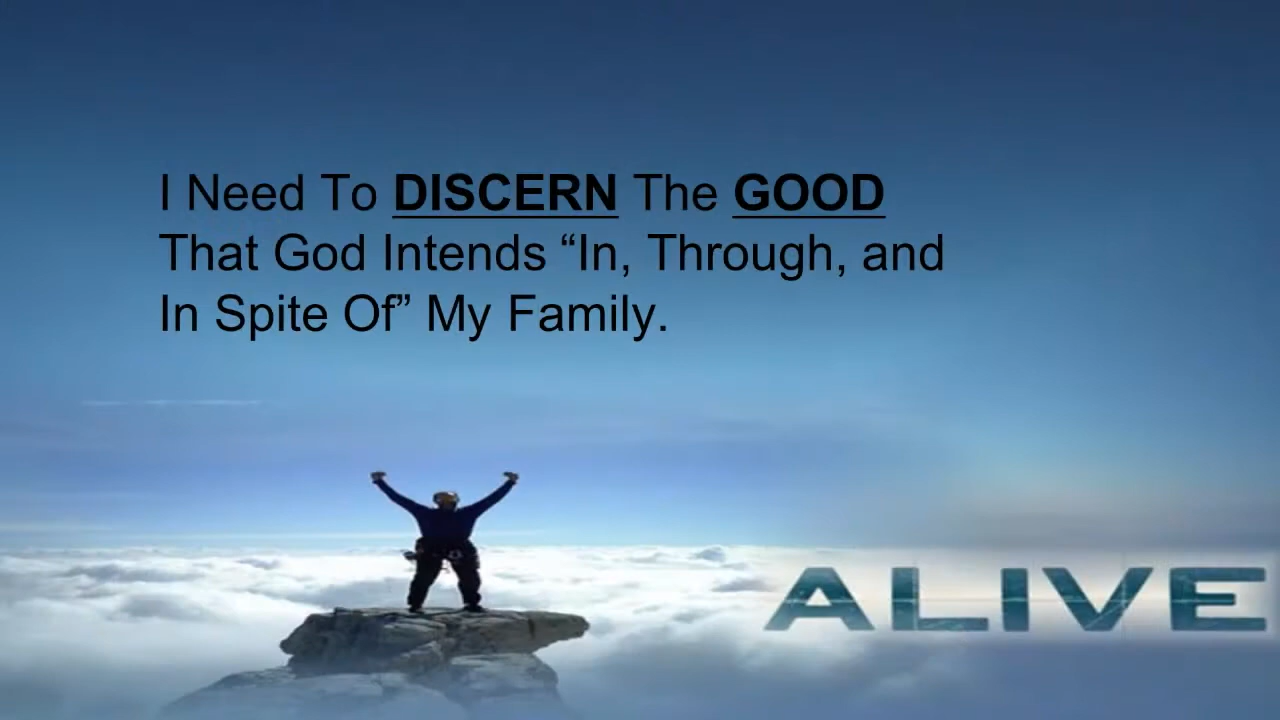 I Need To DISCERN The GOOD
That God Intends “In, Through, and
In Spite Of” My Family.
ALIVE